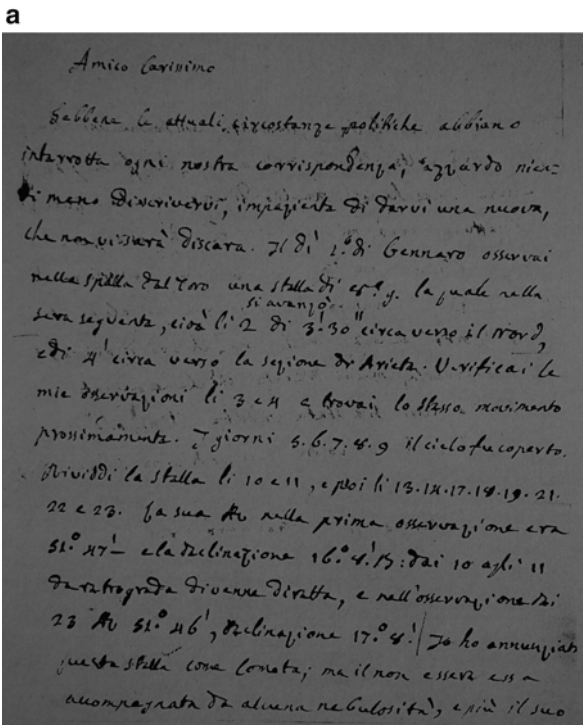 a
Amico Carissimo
Sebbene le attuali circostanze politiche abbiano
interrotta ogni nostra corrispondenza, azzardo nien=
di meno di scrivervi, impaziente di darvi una nuova,
che non vi sarà discara. Il dì 1.° di Gennaro osservai
nella spalla del Toro una stella di 8.ª g. la quale nella
si avanzò
sera seguente, cioè li 2 di 3' 30" circa verso il Nord,
e di 4' circa verso la sezione di Ariete. Verificai le
mie osservazioni li 3 e 4 e trovai lo stesso movimento
prossimamente. I giorni 5. 6. 7. 8. 9 il cielo fu coperto.
Rividdi la stella li 10 e 11, e poi li 13. 14. 17. 18. 19. 21.
22 e 23. La sua AR nella prima osservazione era
51.° 47' e la declinazione 16.° 8' B: dai 10 agli 11
da retrograda divenne diretta, e nell'osservazione dei
23 AR 51.° 46', declinazione 17.° 8'. Io ho annunziato
questa stella come Cometa; ma il non essere essa
accompagnata da alcuna nebulosità, e più il suo